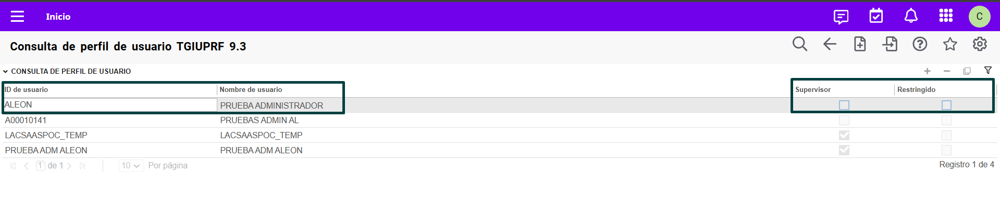 Inicio
C
Consulta de perfil de usuario TGIUPRF 9.3
CONSULTA DE PERFIL DE USUARIO
ID de usuario Nombre de usuario Supervisor Restringido
ALEON PRUEBA ADMINISTRADOR
A00010141 PRUEBAS ADMIN AL
LACSAASPOC_TEMP LACSAASPOC_TEMP
PRUEBA ADM ALEON PRUEBA ADM ALEON
1 de 1 10 Por página Registro 1 de 4